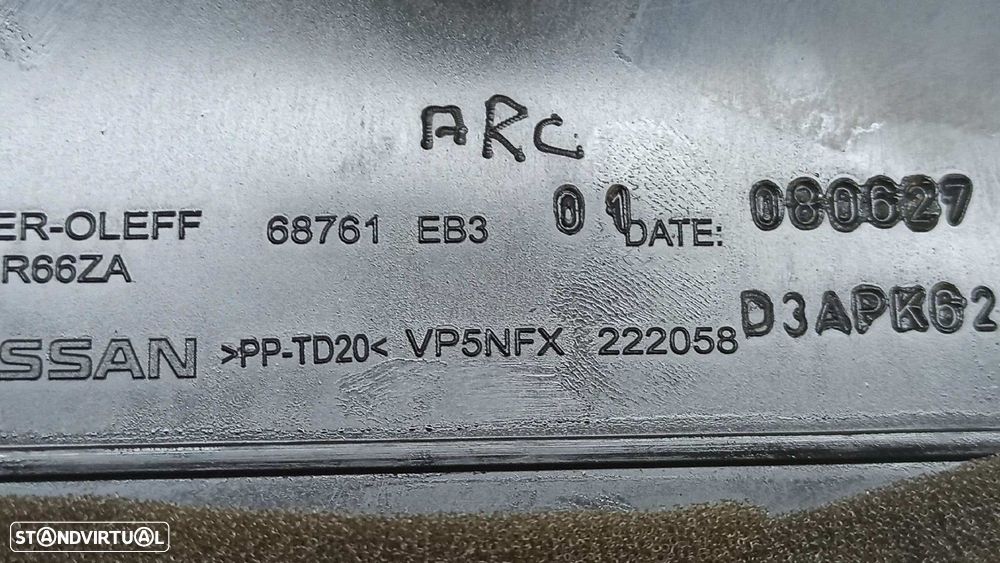 ARC
ER-OLEFF 68761 EB3 01 DATE: 080627
R66ZA
SSAN >PP-TD20< VP5NFX 222058 D3APK62
STANDVIRTUAL